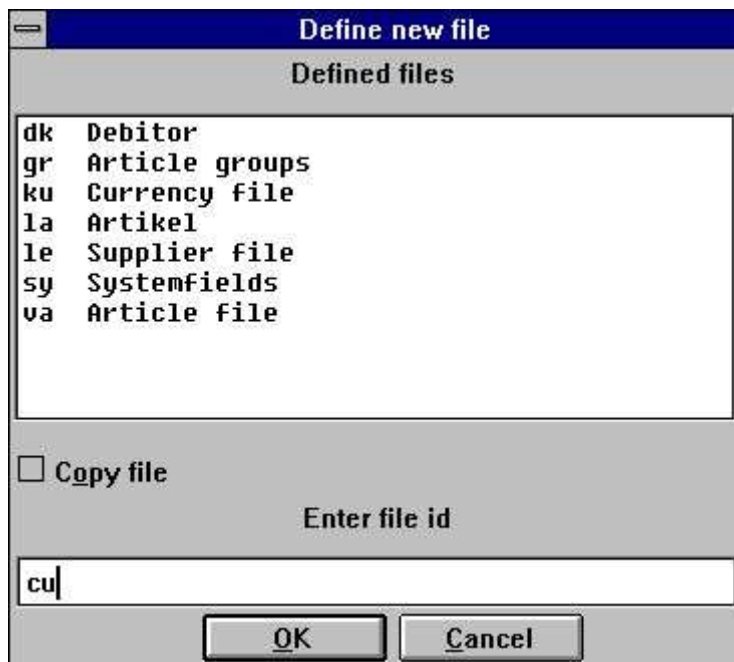 Define new file
Defined files
dk Debitor
gr Article groups
ku Currency file
la Artikel
le Supplier file
sy Systemfields
va Article file
Copy file
Enter file id
cu
OK Cancel